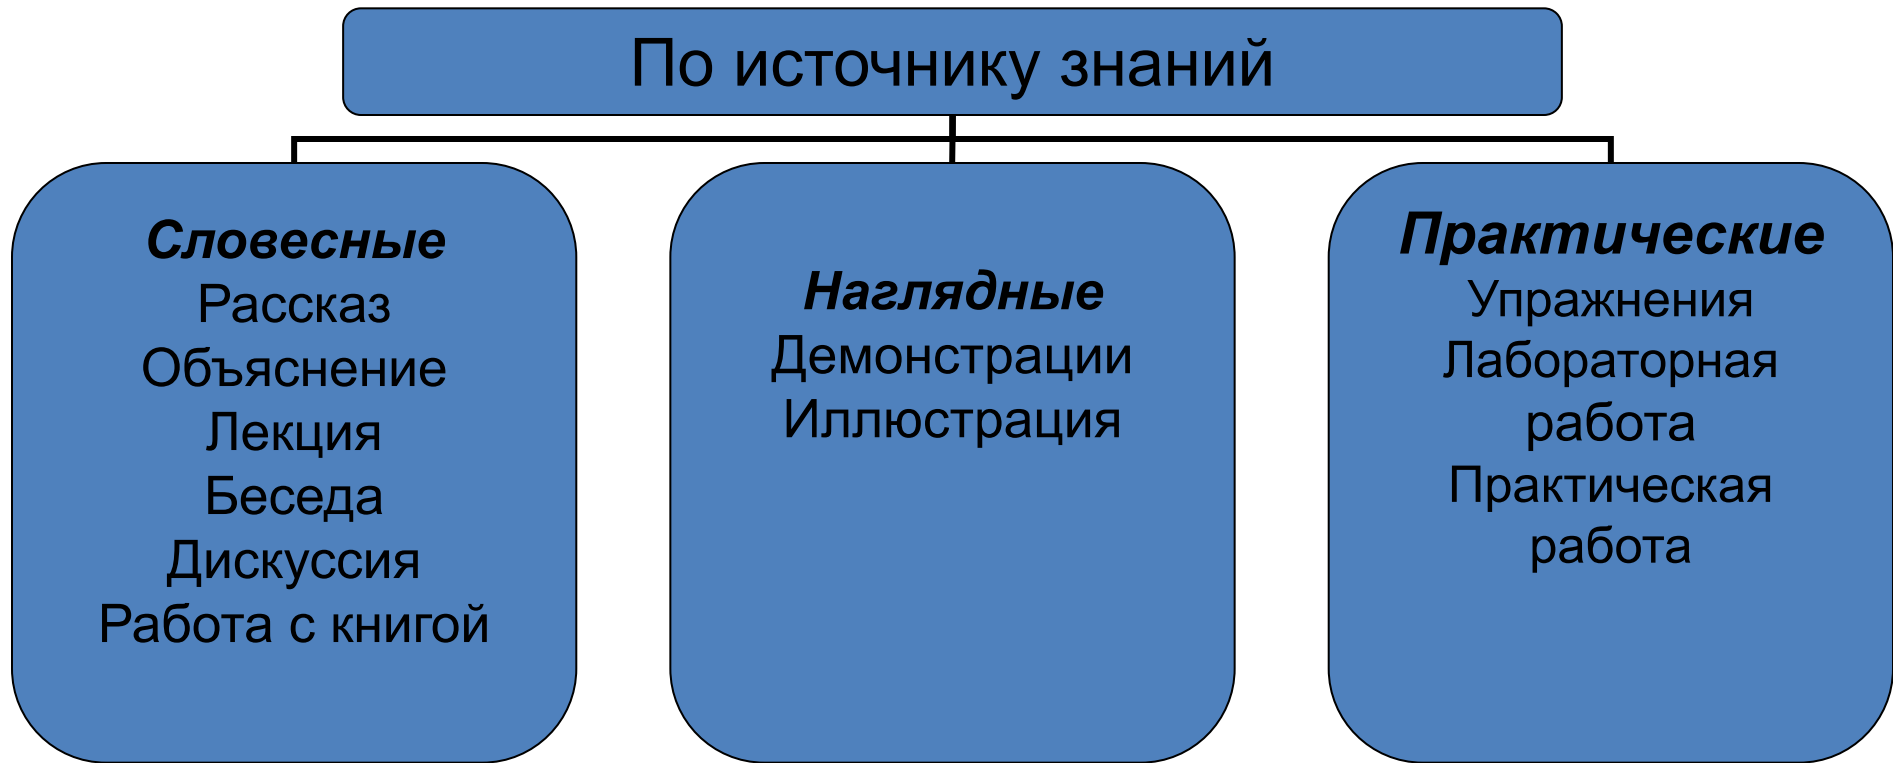 По источнику знаний
Словесные
Рассказ
Объяснение
Лекция
Беседа
Дискуссия
Работа с книгой
Наглядные
Демонстрации
Иллюстрация
Практические
Упражнения
Лабораторная
работа
Практическая
работа